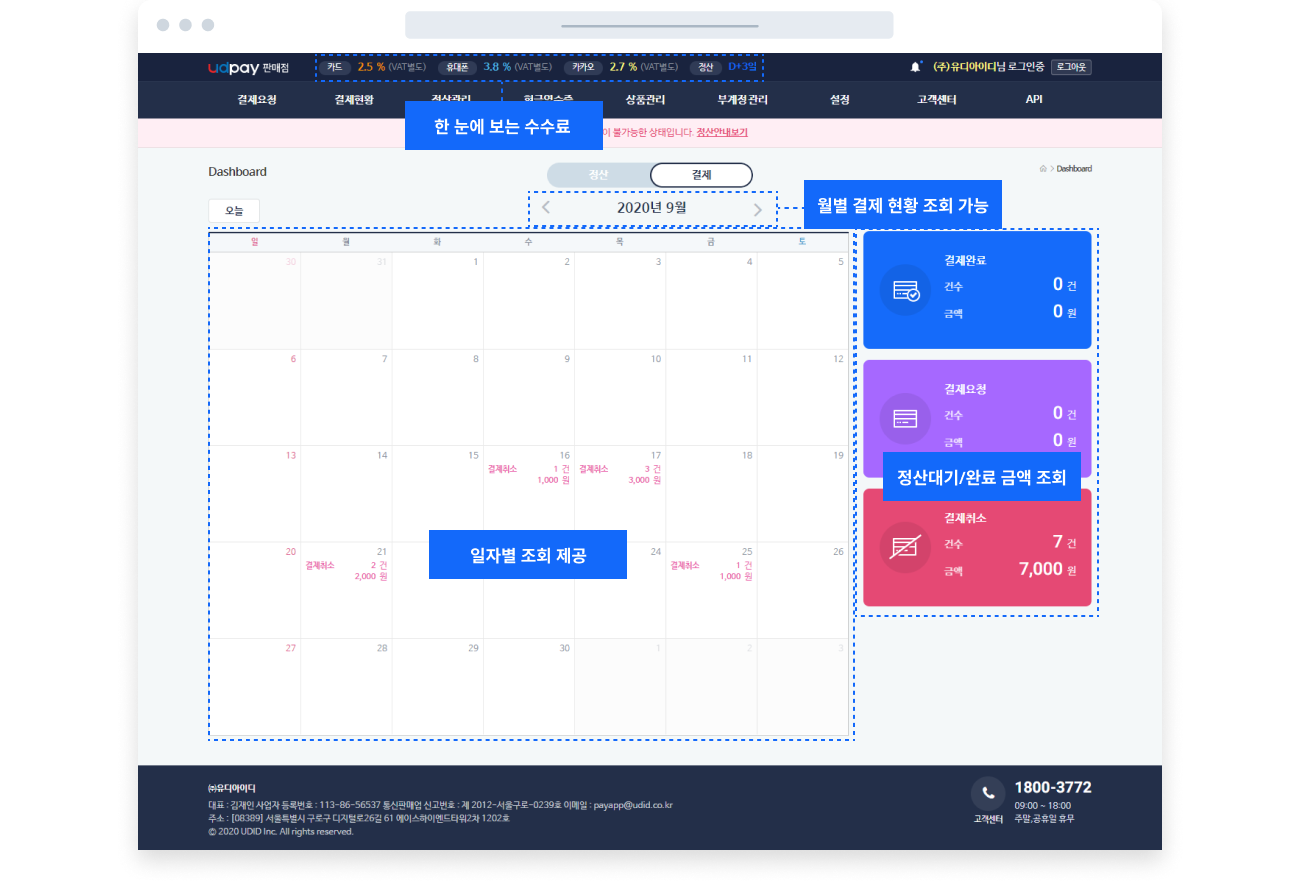 udpay 판매점 카드 2.5 % (VAT별도) 휴대폰 3.8 % (VAT별도) 카카오 2.7 % (VAT별도) 정산 D+3일 (주)유디아이디님 로그인중 로그아웃
결제요청 결제현황 정산관리 현금영수증 상품관리 부계정관리 설정 고객센터 API
한 눈에 보는 수수료
이 불가능한 상태입니다. 정산안내보기
Dashboard 정산 결제 Dashboard
오늘 2020년 9월 월별 결제 현황 조회 가능
일 월 화 수 목 금 토
30 31 1 2 3 4 5
6 7 8 9 10 11 12
13 14 15 16 17 18 19
결제취소 1 건 결제취소 3 건
1,000 원 3,000 원
20 21 24 25 26
결제취소 2 건 결제취소 1 건
2,000 원 1,000 원
일자별 조회 제공
27 28 29 30 1 2 3
결제완료
건수 0 건
금액 0 원
결제요청
건수 0 건
금액 0 원
정산대기/완료 금액 조회
결제취소
건수 7 건
금액 7,000 원
㈜유디아이디
대표 : 김재인 사업자 등록번호 : 113-86-56537 통신판매업 신고번호 : 제 2012-서울구로-0239호 이메일 : payapp@udid.co.kr
주소 : [08389] 서울특별시 구로구 디지털로26길 61 에이스하이엔드타워2차 1202호
© 2020 UDID Inc. All rights reserved.
고객센터
1800-3772
09:00 ~ 18:00
주말,공휴일 휴무